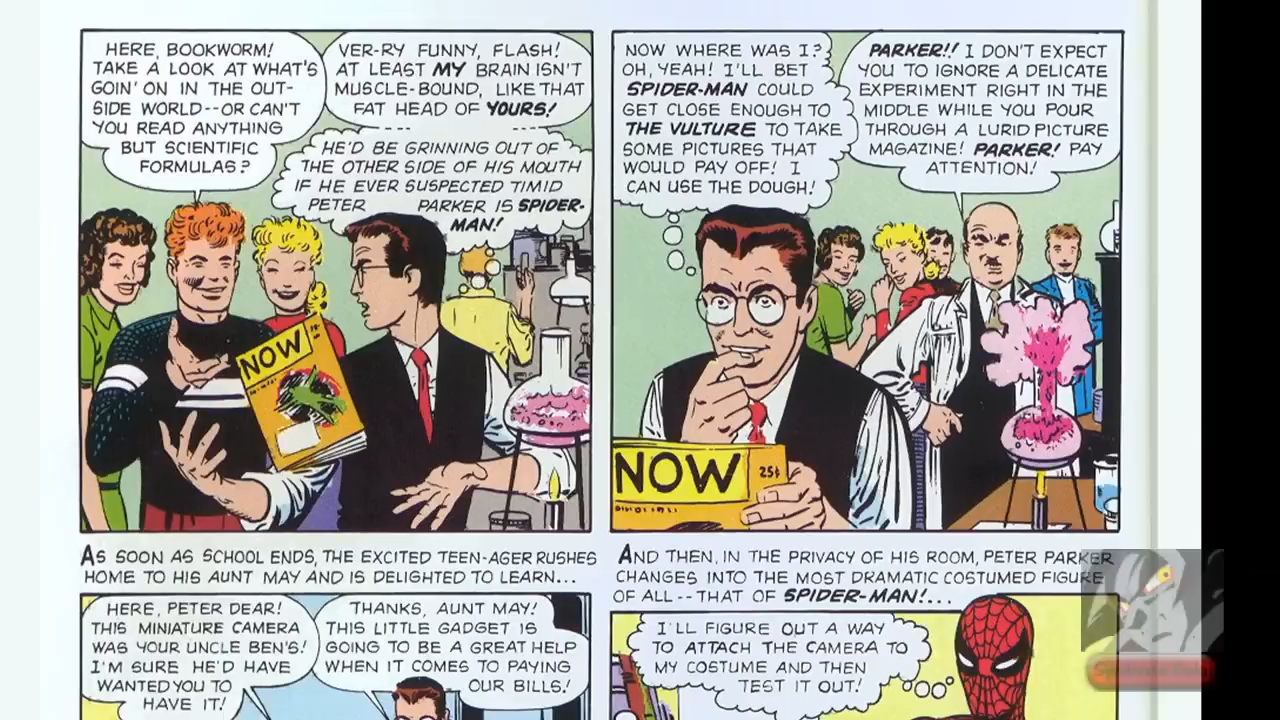 HERE, BOOKWORM!
TAKE A LOOK AT WHAT'S
GOIN' ON IN THE OUT-
SIDE WORLD--OR CAN'T
YOU READ ANYTHING
BUT SCIENTIFIC
FORMULAS?
VER-RY FUNNY, FLASH!
AT LEAST MY BRAIN ISN'T
MUSCLE-BOUND, LIKE THAT
FAT HEAD OF YOURS!
HE'D BE GRINNING OUT OF
THE OTHER SIDE OF HIS MOUTH
IF HE EVER SUSPECTED TIMID
PETER PARKER IS SPIDER-
MAN!
NOW
NOW WHERE WAS I?
OH, YEAH! I'LL BET
SPIDER-MAN COULD
GET CLOSE ENOUGH TO
THE VULTURE TO TAKE
SOME PICTURES THAT
WOULD PAY OFF! I
CAN USE THE DOUGH!
PARKER!! I DON'T EXPECT
YOU TO IGNORE A DELICATE
EXPERIMENT RIGHT IN THE
MIDDLE WHILE YOU POUR
THROUGH A LURID PICTURE
MAGAZINE! PARKER! PAY
ATTENTION!
NOW
25¢
AS SOON AS SCHOOL ENDS, THE EXCITED TEEN-AGER RUSHES
HOME TO HIS AUNT MAY AND IS DELIGHTED TO LEARN...
AND THEN, IN THE PRIVACY OF HIS ROOM, PETER PARKER
CHANGES INTO THE MOST DRAMATIC COSTUMED FIGURE
OF ALL--THAT OF SPIDER-MAN!...
HERE, PETER DEAR!
THIS MINIATURE CAMERA
WAS YOUR UNCLE BEN'S!
I'M SURE HE'D HAVE
WANTED YOU TO
HAVE IT!
THANKS, AUNT MAY!
THIS LITTLE GADGET IS
GOING TO BE A GREAT HELP
WHEN IT COMES TO PAYING
OUR BILLS!
I'LL FIGURE OUT A WAY
TO ATTACH THE CAMERA TO
MY COSTUME AND THEN
TEST IT OUT!